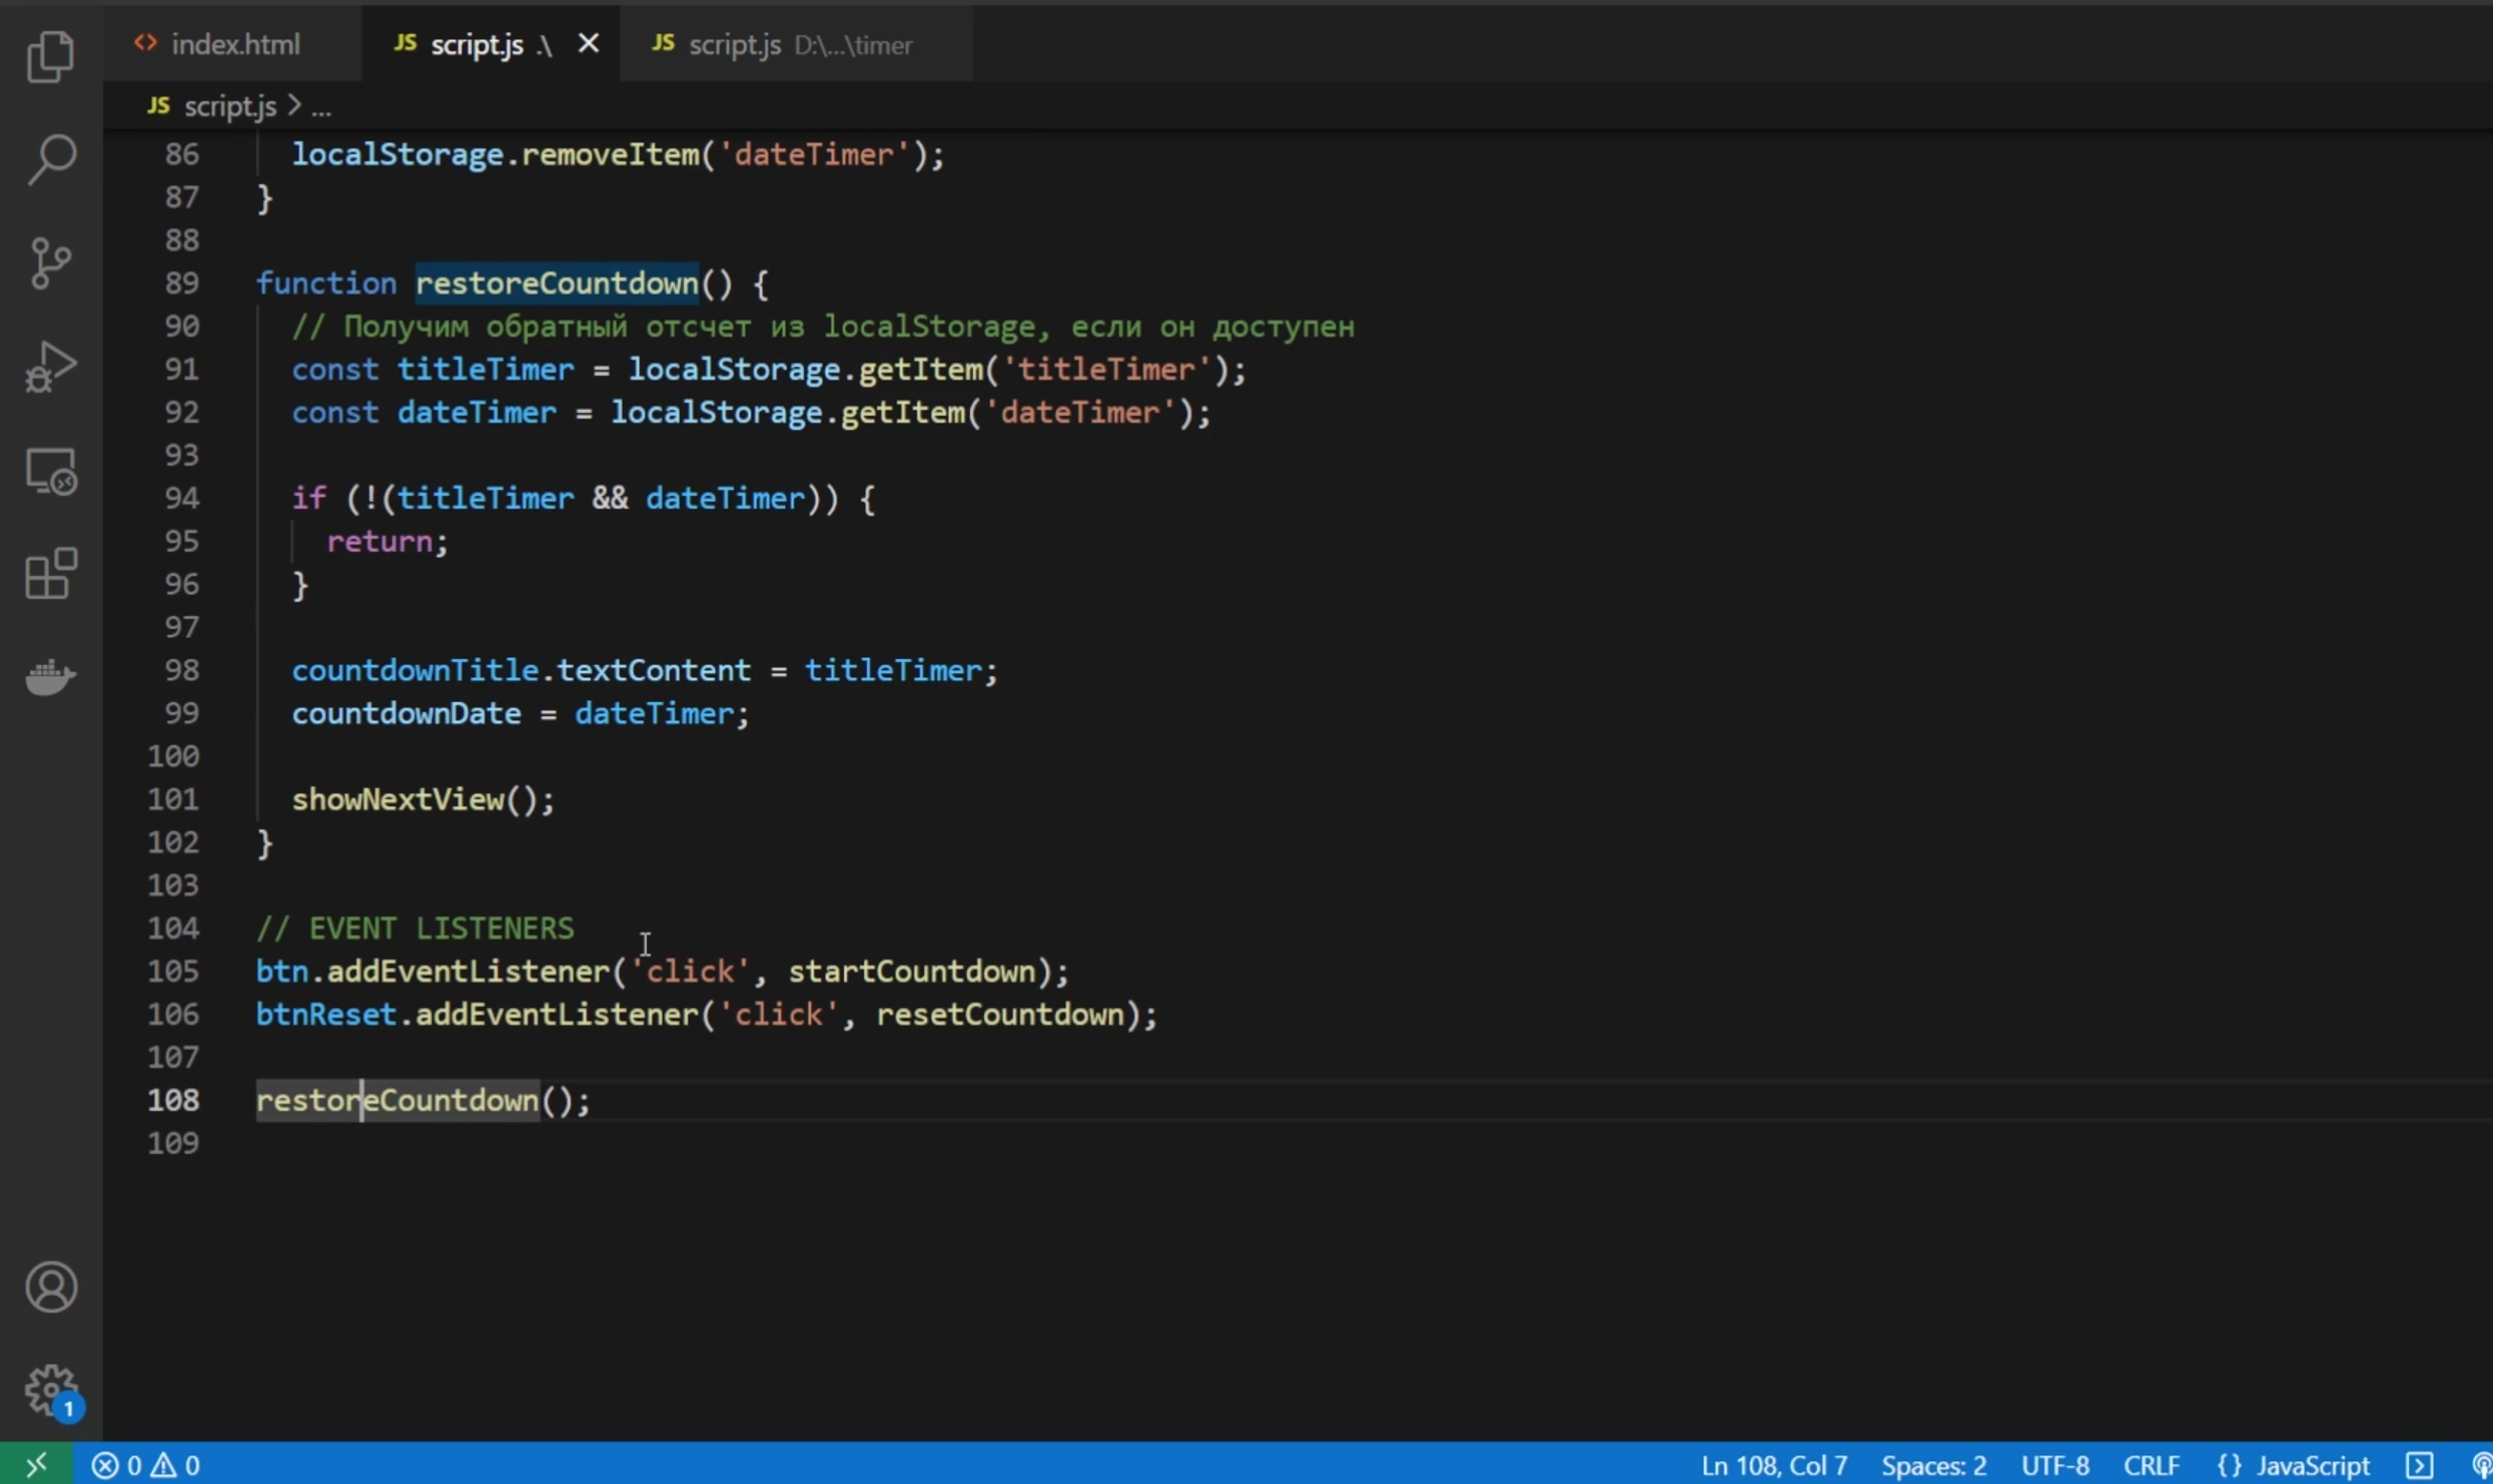 index.html
script.js .\
script.js D:\...\timer
JS script.js > ...
86 localStorage.removeItem('dateTimer');
87 }
88
89 function restoreCountdown() {
90 // Получим обратный отсчет из localStorage, если он доступен
91 const titleTimer = localStorage.getItem('titleTimer');
92 const dateTimer = localStorage.getItem('dateTimer');
93
94 if (!(titleTimer && dateTimer)) {
95 return;
96 }
97
98 countdownTitle.textContent = titleTimer;
99 countdownDate = dateTimer;
100
101 showNextView();
102 }
103
104 // EVENT LISTENERS
105 btn.addEventListener('click', startCountdown);
106 btnReset.addEventListener('click', resetCountdown);
107
108 restoreCountdown();
109
1
0 0 Ln 108, Col 7 Spaces: 2 UTF-8 CRLF {} JavaScript